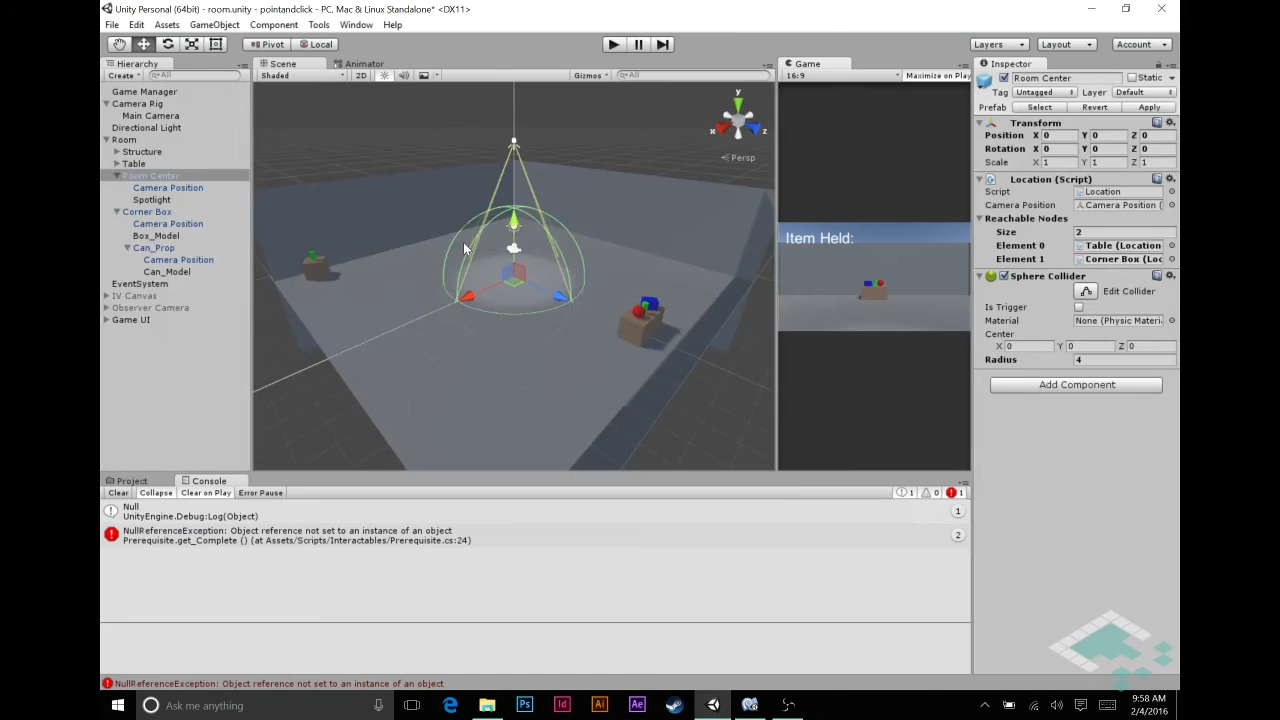 Unity Personal (64bit) - room.unity - pointandclick - PC, Mac & Linux Standalone* <DX11>
File Edit Assets GameObject Component Tools Window Help
Pivot Local Layers Layout Account
Hierarchy
Create All
Game Manager
Camera Rig
Main Camera
Directional Light
Room
Structure
Table
Room Center
Camera Position
Spotlight
Corner Box
Camera Position
Box_Model
Can_Prop
Camera Position
Can_Model
EventSystem
IV Canvas
Observer Camera
Game UI
Scene Animator
Shaded 2D Gizmos All
y
x
z
Persp
Game
16:9 Maximize on Play
Item Held:
Inspector
Room Center Static
Tag Untagged Layer Default
Prefab Select Revert Apply
Transform
Position X 0 Y 0 Z 0
Rotation X 0 Y 0 Z 0
Scale X 1 Y 1 Z 1
Location (Script)
Script Location
Camera Position Camera Position (
Reachable Nodes
Size 2
Element 0 Table (Location
Element 1 Corner Box (Loc
Sphere Collider
Edit Collider
Is Trigger
Material None (Physic Materi
Center
X 0 Y 0 Z 0
Radius 4
Add Component
Project Console
Clear Collapse Clear on Play Error Pause 1 0 1
Null
UnityEngine.Debug:Log(Object) 1
NullReferenceException: Object reference not set to an instance of an object
Prerequisite.get_Complete () (at Assets/Scripts/Interactables/Prerequisite.cs:24) 2
NullReferenceException: Object reference not set to an instance of an object
Ask me anything
Ps Id Ai Ae
9:58 AM
2/4/2016